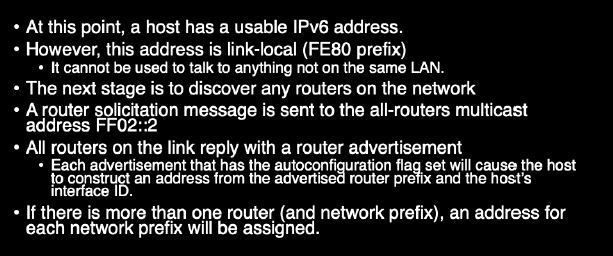 • At this point, a host has a usable IPv6 address.
• However, this address is link-local (FE80 prefix)
• It cannot be used to talk to anything not on the same LAN.
• The next stage is to discover any routers on the network
• A router solicitation message is sent to the all-routers multicast
address FF02::2
• All routers on the link reply with a router advertisement
• Each advertisement that has the autoconfiguration flag set will cause the host
to construct an address from the advertised router prefix and the host's
interface ID.
• If there is more than one router (and network prefix), an address for
each network prefix will be assigned.